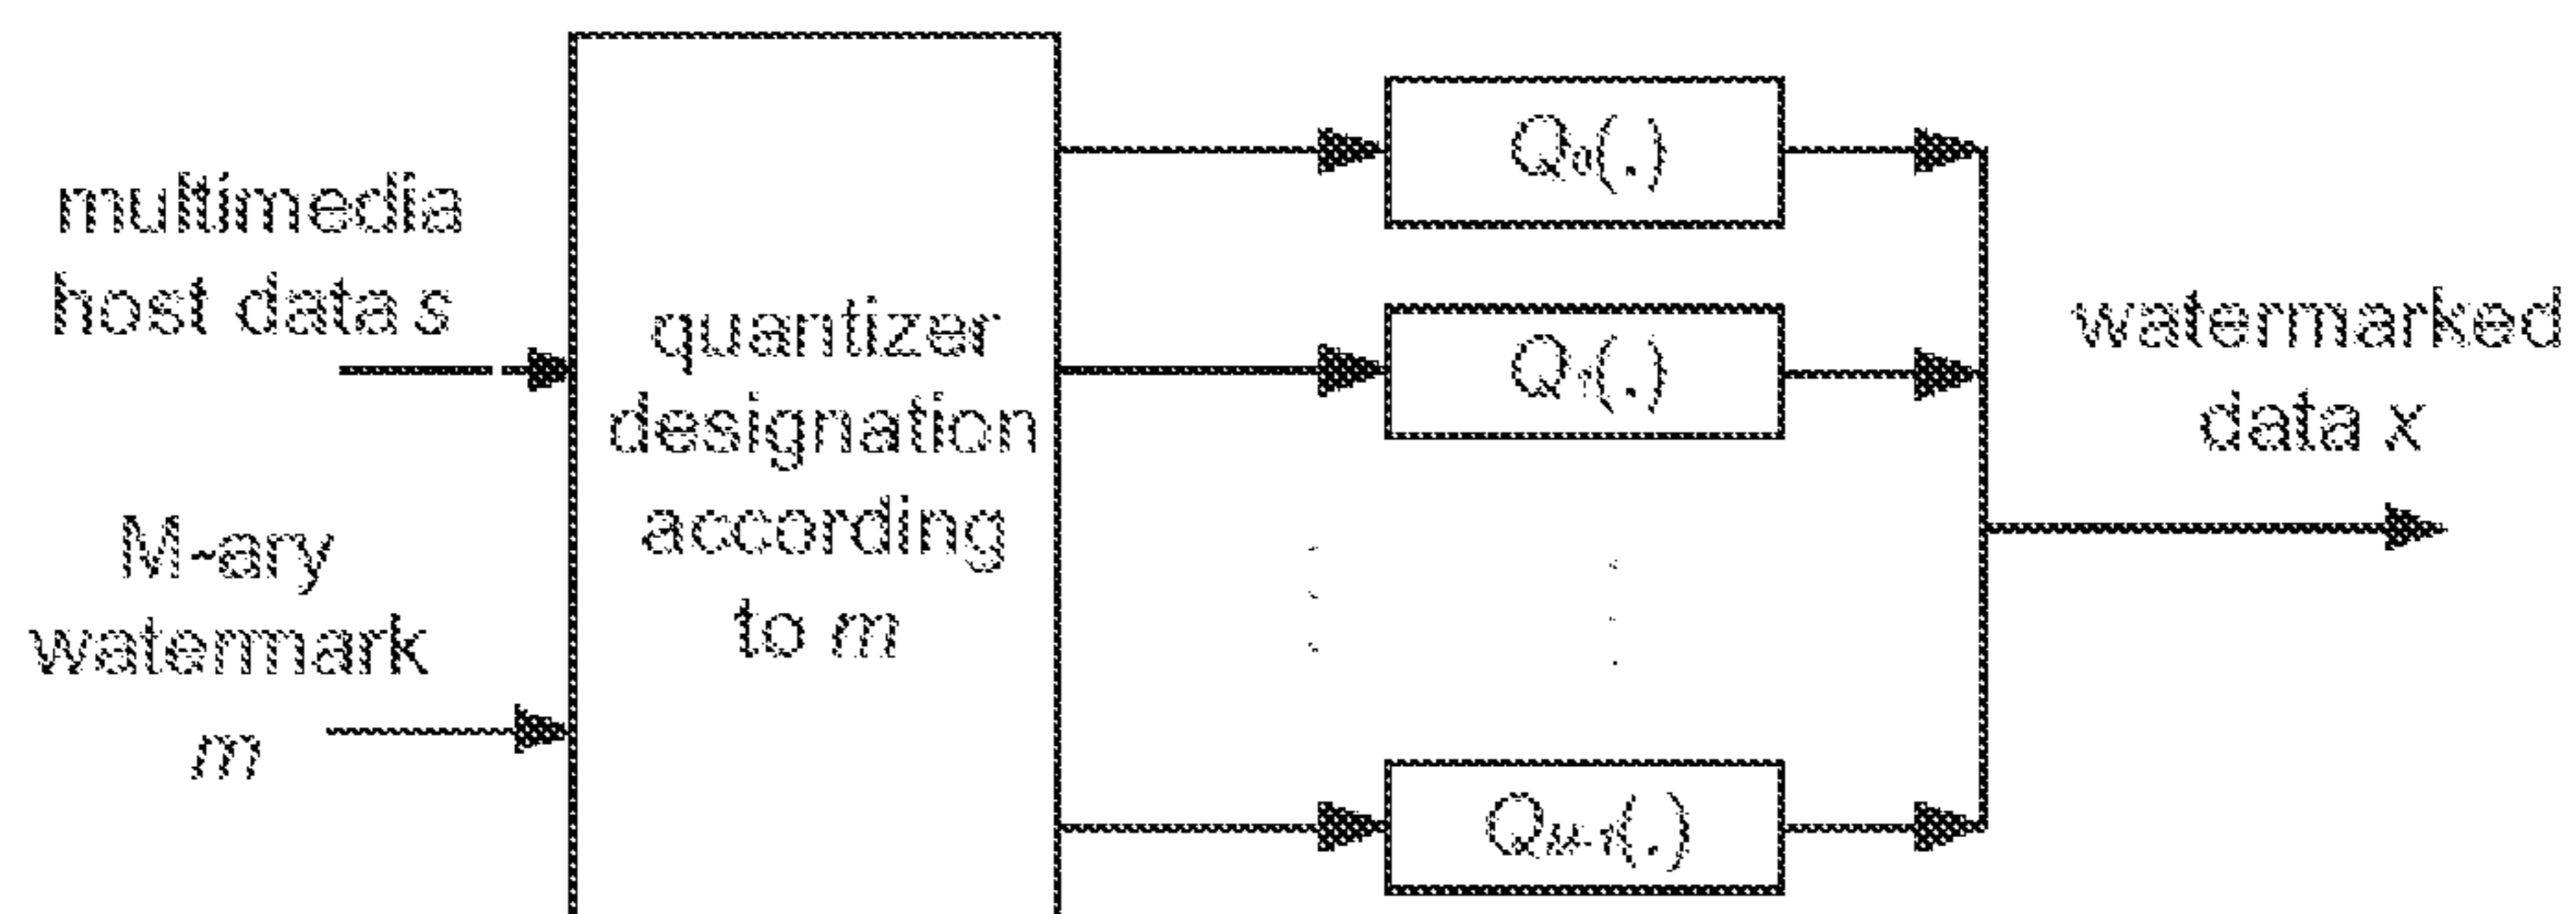 multimedia
host data s
M-ary
watermark
m
quantizer
designation
according
to m
Q0(.)
Q1(.)
QM-1(.)
watermarked
data x